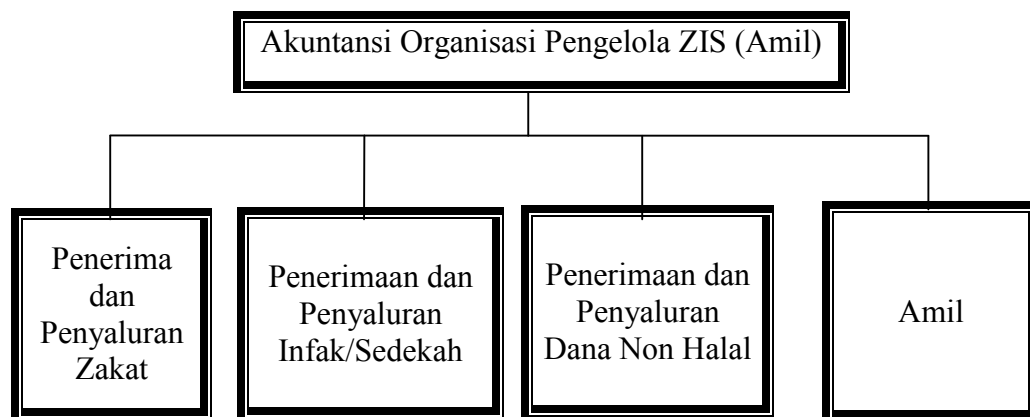 Akuntansi Organisasi Pengelola ZIS (Amil)
Penerima
dan
Penyaluran
Zakat
Penerimaan dan
Penyaluran
Infak/Sedekah
Penerimaan dan
Penyaluran
Dana Non Halal
Amil